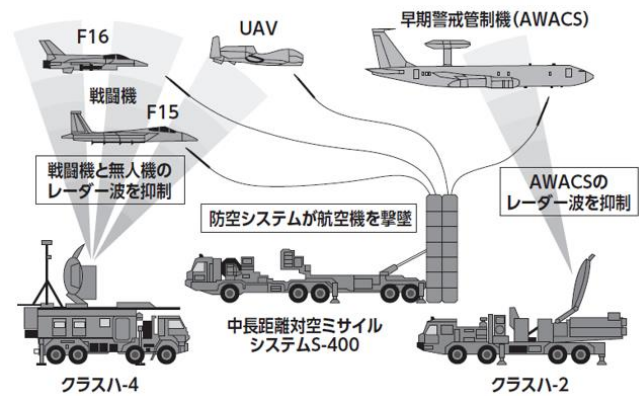 F16
UAV
早期警戒管制機(AWACS)
戦闘機
F15
戦闘機と無人機の
レーダー波を抑制
AWACSの
レーダー波を抑制
防空システムが航空機を撃墜
中長距離対空ミサイル
システムS-400
クラスハ-4
クラスハ-2